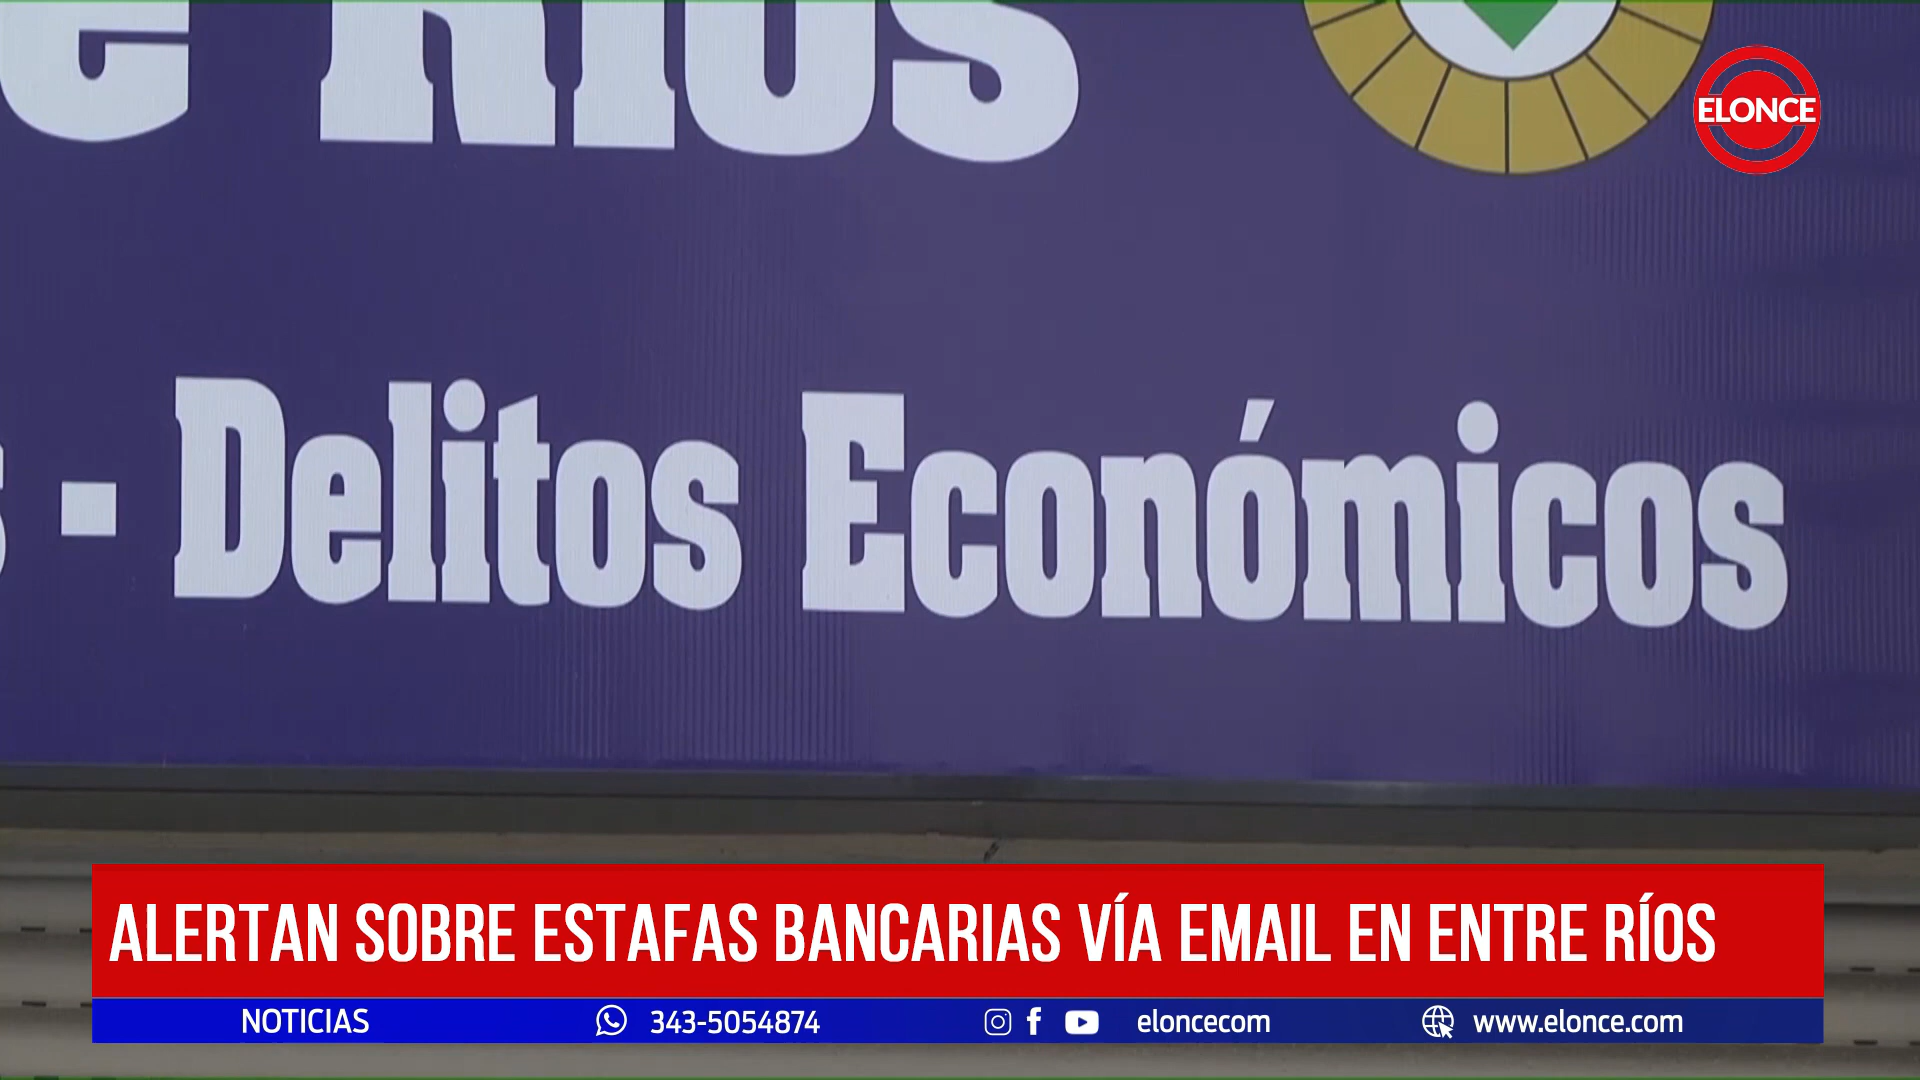 e Ríos
ELONCE
s - Delitos Económicos
ALERTAN SOBRE ESTAFAS BANCARIAS VÍA EMAIL EN ENTRE RÍOS
NOTICIAS 343-5054874 eloncecom www.elonce.com